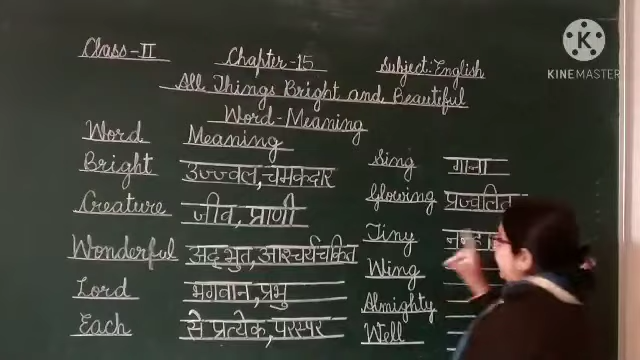 Class-II Chapter-15 Subject:English
All Things Bright and Beautiful
Word-Meaning
Word Meaning
Bright उज्ज्वल,चमकदार
Creature जीव,प्राणी
Wonderful अद्भुत,आश्चर्यचकित
Lord भगवान,प्रभु
Each से प्रत्येक,परस्पर
Sing गाना
Glowing प्रज्वलित
Tiny
Wing
Almighty
Well
KINEMASTER